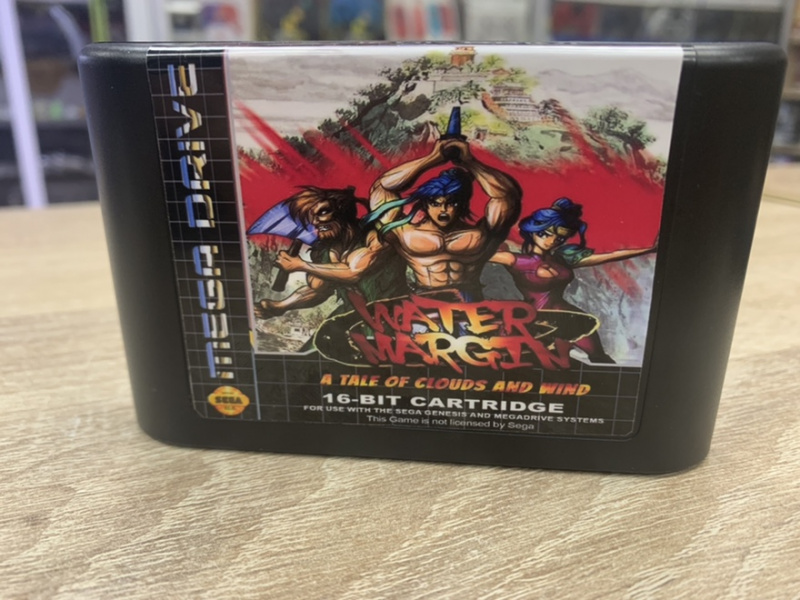 MEGA DRIVE
WATER
MARGIN
A TALE OF CLOUDS AND WIND
16-BIT CARTRIDGE
FOR USE WITH THE SEGA GENESIS AND MEGADRIVE SYSTEMS
This Game is not licensed by Sega
SEGA